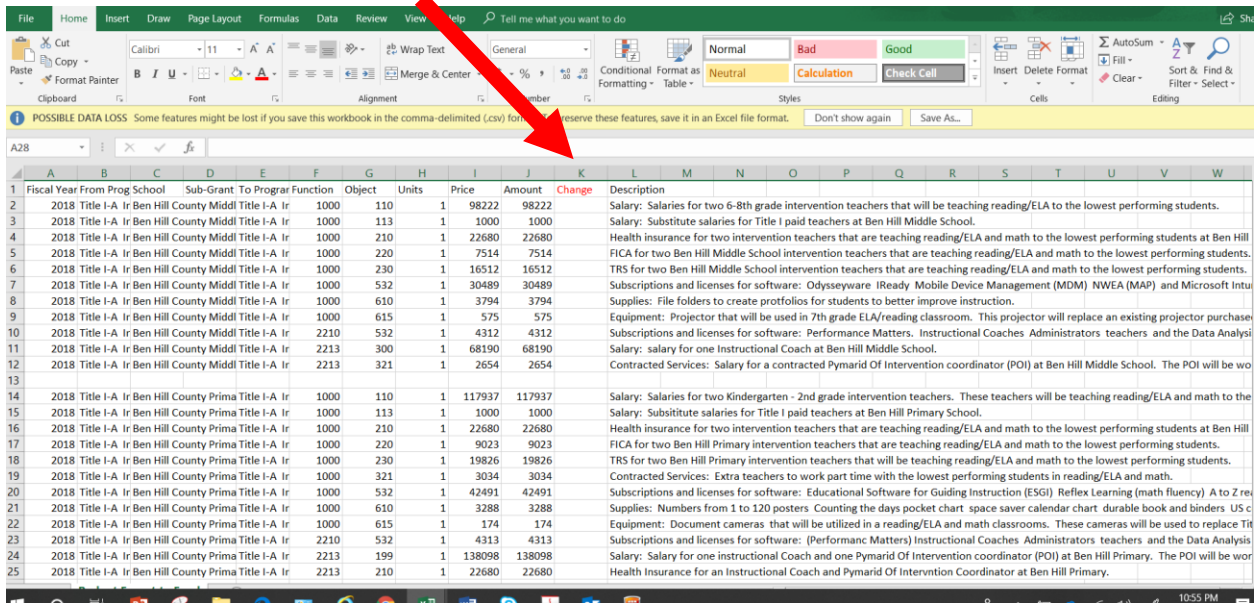 File Home Insert Draw Page Layout Formulas Data Review View Help Tell me what you want to do Sha
Cut
Copy
Format Painter
Paste
Calibri 11 A A
B I U
Wrap Text
Merge & Center
General
% ,
Conditional Formatting
Format as Table
Normal Bad Good
Neutral Calculation Check Cell
Insert Delete Format
AutoSum
Fill
Clear
Sort & Filter
Find & Select
Clipboard Font Alignment Number Styles Cells Editing
POSSIBLE DATA LOSS Some features might be lost if you save this workbook in the comma-delimited (.csv) reserve these features, save it in an Excel file format. Don't show again Save As...
A28 fx
A B C D E F G H I J K L M N O P Q R S T U V W
1 Fiscal Year From Prog School Sub-Grant To Prograr Function Object Units Price Amount Change Description
2 2018 Title I-A Ir Ben Hill County Middl Title I-A Ir 1000 110 1 98222 98222 Salary: Salaries for two 6-8th grade intervention teachers that will be teaching reading/ELA to the lowest performing students.
3 2018 Title I-A Ir Ben Hill County Middl Title I-A Ir 1000 113 1 1000 1000 Salary: Substitute salaries for Title I paid teachers at Ben Hill Middle School.
4 2018 Title I-A Ir Ben Hill County Middl Title I-A Ir 1000 210 1 22680 22680 Health insurance for two intervention teachers that are teaching reading/ELA and math to the lowest performing students at Ben Hill
5 2018 Title I-A Ir Ben Hill County Middl Title I-A Ir 1000 220 1 7514 7514 FICA for two Ben Hill Middle School intervention teachers that are teaching reading/ELA and math to the lowest performing students.
6 2018 Title I-A Ir Ben Hill County Middl Title I-A Ir 1000 230 1 16512 16512 TRS for two Ben Hill Middle School intervention teachers that are teaching reading/ELA and math to the lowest performing students.
7 2018 Title I-A Ir Ben Hill County Middl Title I-A Ir 1000 532 1 30489 30489 Subscriptions and licenses for software: Odysseyware IReady Mobile Device Management (MDM) NWEA (MAP) and Microsoft Intu
8 2018 Title I-A Ir Ben Hill County Middl Title I-A Ir 1000 610 1 3794 3794 Supplies: File folders to create protfolios for students to better improve instruction.
9 2018 Title I-A Ir Ben Hill County Middl Title I-A Ir 1000 615 1 575 575 Equipment: Projector that will be used in 7th grade ELA/reading classroom. This projector will replace an existing projector purchase
10 2018 Title I-A Ir Ben Hill County Middl Title I-A Ir 2210 532 1 4312 4312 Subscriptions and licenses for software: Performance Matters. Instructional Coaches Administrators teachers and the Data Analysi
11 2018 Title I-A Ir Ben Hill County Middl Title I-A Ir 2213 300 1 68190 68190 Salary: salary for one Instructional Coach at Ben Hill Middle School.
12 2018 Title I-A Ir Ben Hill County Middl Title I-A Ir 2213 321 1 2654 2654 Contracted Services: Salary for a contracted Pymarid Of Intervention coordinator (POI) at Ben Hill Middle School. The POI will be wo
13
14 2018 Title I-A Ir Ben Hill County Prima Title I-A Ir 1000 110 1 117937 117937 Salary: Salaries for two Kindergarten - 2nd grade intervention teachers. These teachers will be teaching reading/ELA and math to the
15 2018 Title I-A Ir Ben Hill County Prima Title I-A Ir 1000 113 1 1000 1000 Salary: Subsititute salaries for Title I paid teachers at Ben Hill Primary School.
16 2018 Title I-A Ir Ben Hill County Prima Title I-A Ir 1000 210 1 22680 22680 Health insurance for two intervention teachers that are teaching reading/ELA and math to the lowest performing students at Ben Hill
17 2018 Title I-A Ir Ben Hill County Prima Title I-A Ir 1000 220 1 9023 9023 FICA for two Ben Hill Primary intervention teachers that are teaching reading/ELA and math to the lowest performing students.
18 2018 Title I-A Ir Ben Hill County Prima Title I-A Ir 1000 230 1 19826 19826 TRS for two Ben Hill Primary intervention teachers that will be teaching reading/ELA and math to the lowest performing students.
19 2018 Title I-A Ir Ben Hill County Prima Title I-A Ir 1000 321 1 3034 3034 Contracted Services: Extra teachers to work part time with the lowest performing students in reading/ELA and math.
20 2018 Title I-A Ir Ben Hill County Prima Title I-A Ir 1000 532 1 42491 42491 Subscriptions and licenses for software: Educational Software for Guiding Instruction (ESGI) Reflex Learning (math fluency) A to Z rea
21 2018 Title I-A Ir Ben Hill County Prima Title I-A Ir 1000 610 1 3288 3288 Supplies: Numbers from 1 to 120 posters Counting the days pocket chart space saver calendar chart durable book and binders US c
22 2018 Title I-A Ir Ben Hill County Prima Title I-A Ir 1000 615 1 174 174 Equipment: Document cameras that will be utilized in a reading/ELA and math classrooms. These cameras will be used to replace Tit
23 2018 Title I-A Ir Ben Hill County Prima Title I-A Ir 2210 532 1 4313 4313 Subscriptions and licenses for software: (Performanc Matters) Instructional Coaches Administrators teachers and the Data Analysis
24 2018 Title I-A Ir Ben Hill County Prima Title I-A Ir 2213 199 1 138098 138098 Salary: Salary for one instructional Coach and one Pymarid Of Intervention coordinator (POI) at Ben Hill Primary. The POI will be wor
25 2018 Title I-A Ir Ben Hill County Prima Title I-A Ir 2213 210 1 22680 22680 Health Insurance for an Instructional Coach and Pymarid Of Intervention Coordinator at Ben Hill Primary.
10:55 PM